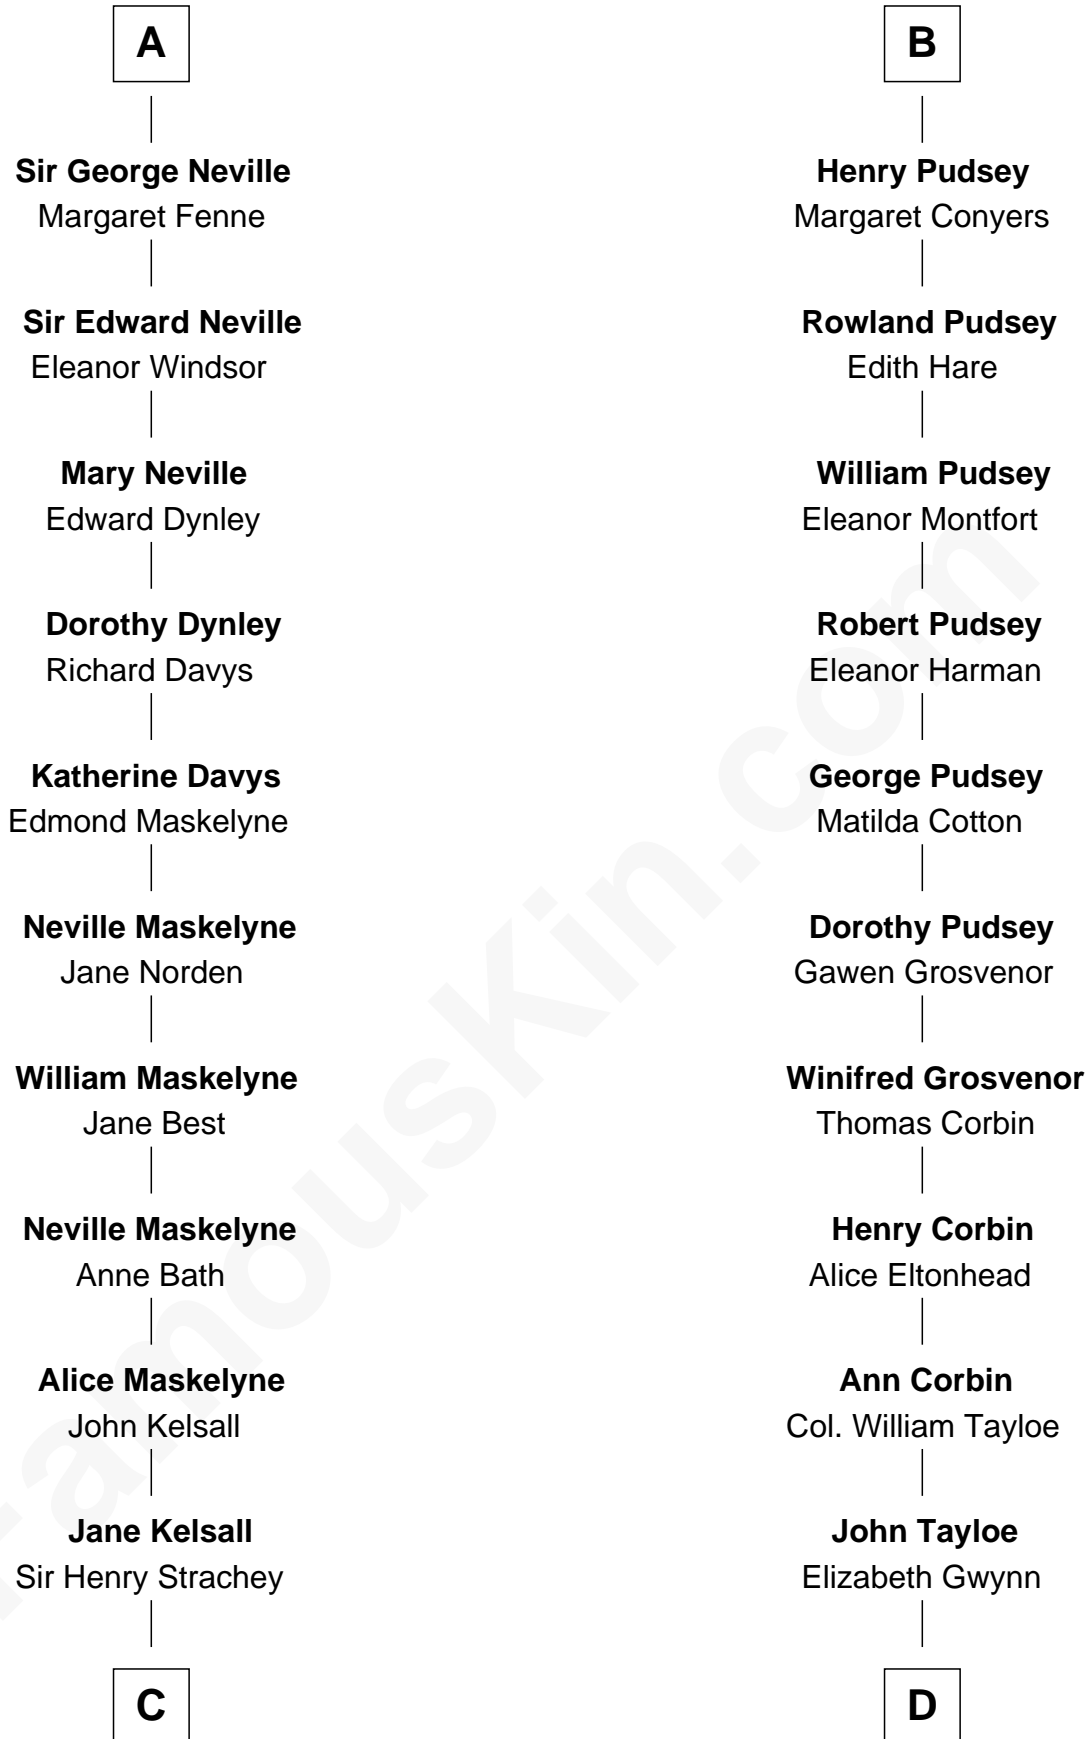 A
Sir George Neville
Margaret Fenne
Sir Edward Neville
Eleanor Windsor
Mary Neville
Edward Dynley
Dorothy Dynley
Richard Davys
Katherine Davys
Edmond Maskelyne
Neville Maskelyne
Jane Norden
William Maskelyne
Jane Best
Neville Maskelyne
Anne Bath
Alice Maskelyne
John Kelsall
Jane Kelsall
Sir Henry Strachey
C
B
Henry Pudsey
Margaret Conyers
Rowland Pudsey
Edith Hare
William Pudsey
Eleanor Montfort
Robert Pudsey
Eleanor Harman
George Pudsey
Matilda Cotton
Dorothy Pudsey
Gawen Grosvenor
Winifred Grosvenor
Thomas Corbin
Henry Corbin
Alice Eltonhead
Ann Corbin
Col. William Tayloe
John Tayloe
Elizabeth Gwynn
D
FamousKin.com